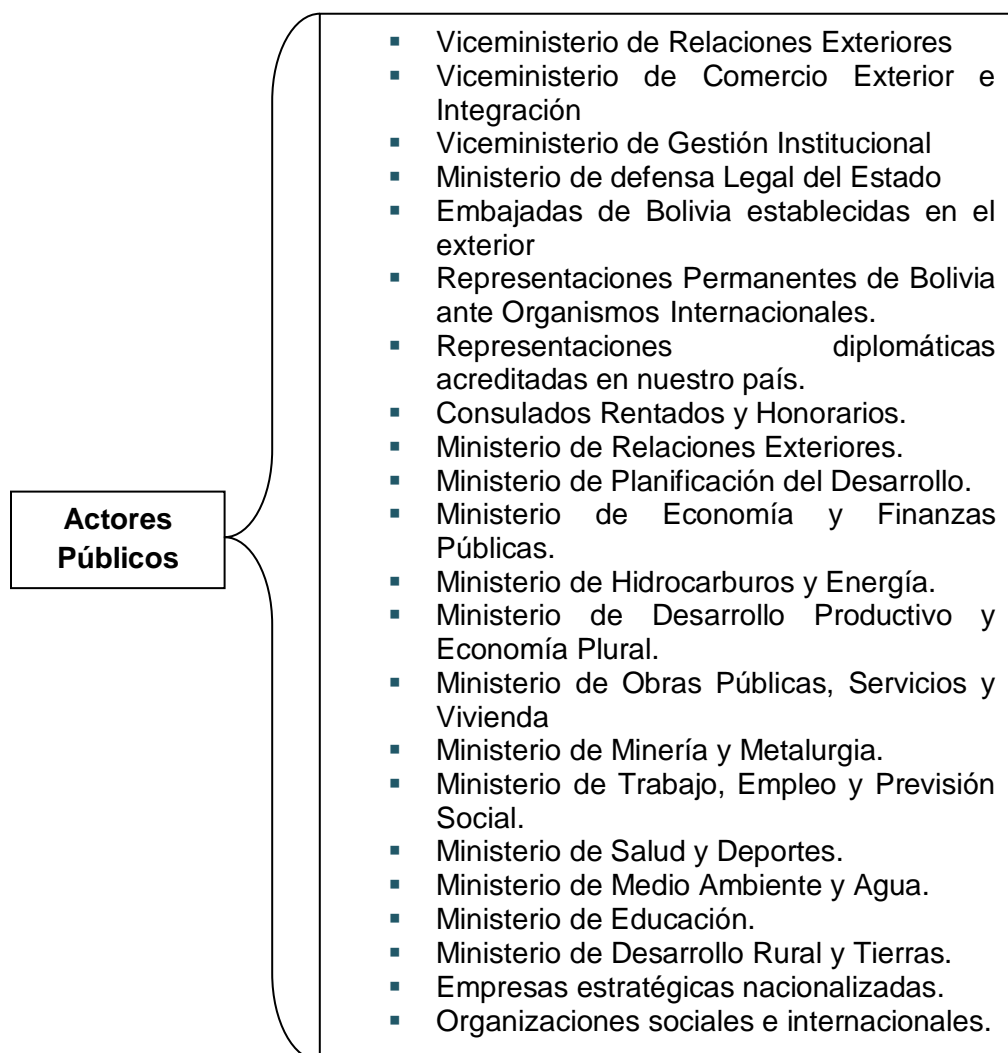 Actores
Públicos
▪ Viceministerio de Relaciones Exteriores
▪ Viceministerio de Comercio Exterior e
Integración
▪ Viceministerio de Gestión Institucional
▪ Ministerio de defensa Legal del Estado
▪ Embajadas de Bolivia establecidas en el
exterior
▪ Representaciones Permanentes de Bolivia
ante Organismos Internacionales.
▪ Representaciones diplomáticas
acreditadas en nuestro país.
▪ Consulados Rentados y Honorarios.
▪ Ministerio de Relaciones Exteriores.
▪ Ministerio de Planificación del Desarrollo.
▪ Ministerio de Economía y Finanzas
Públicas.
▪ Ministerio de Hidrocarburos y Energía.
▪ Ministerio de Desarrollo Productivo y
Economía Plural.
▪ Ministerio de Obras Públicas, Servicios y
Vivienda
▪ Ministerio de Minería y Metalurgia.
▪ Ministerio de Trabajo, Empleo y Previsión
Social.
▪ Ministerio de Salud y Deportes.
▪ Ministerio de Medio Ambiente y Agua.
▪ Ministerio de Educación.
▪ Ministerio de Desarrollo Rural y Tierras.
▪ Empresas estratégicas nacionalizadas.
▪ Organizaciones sociales e internacionales.